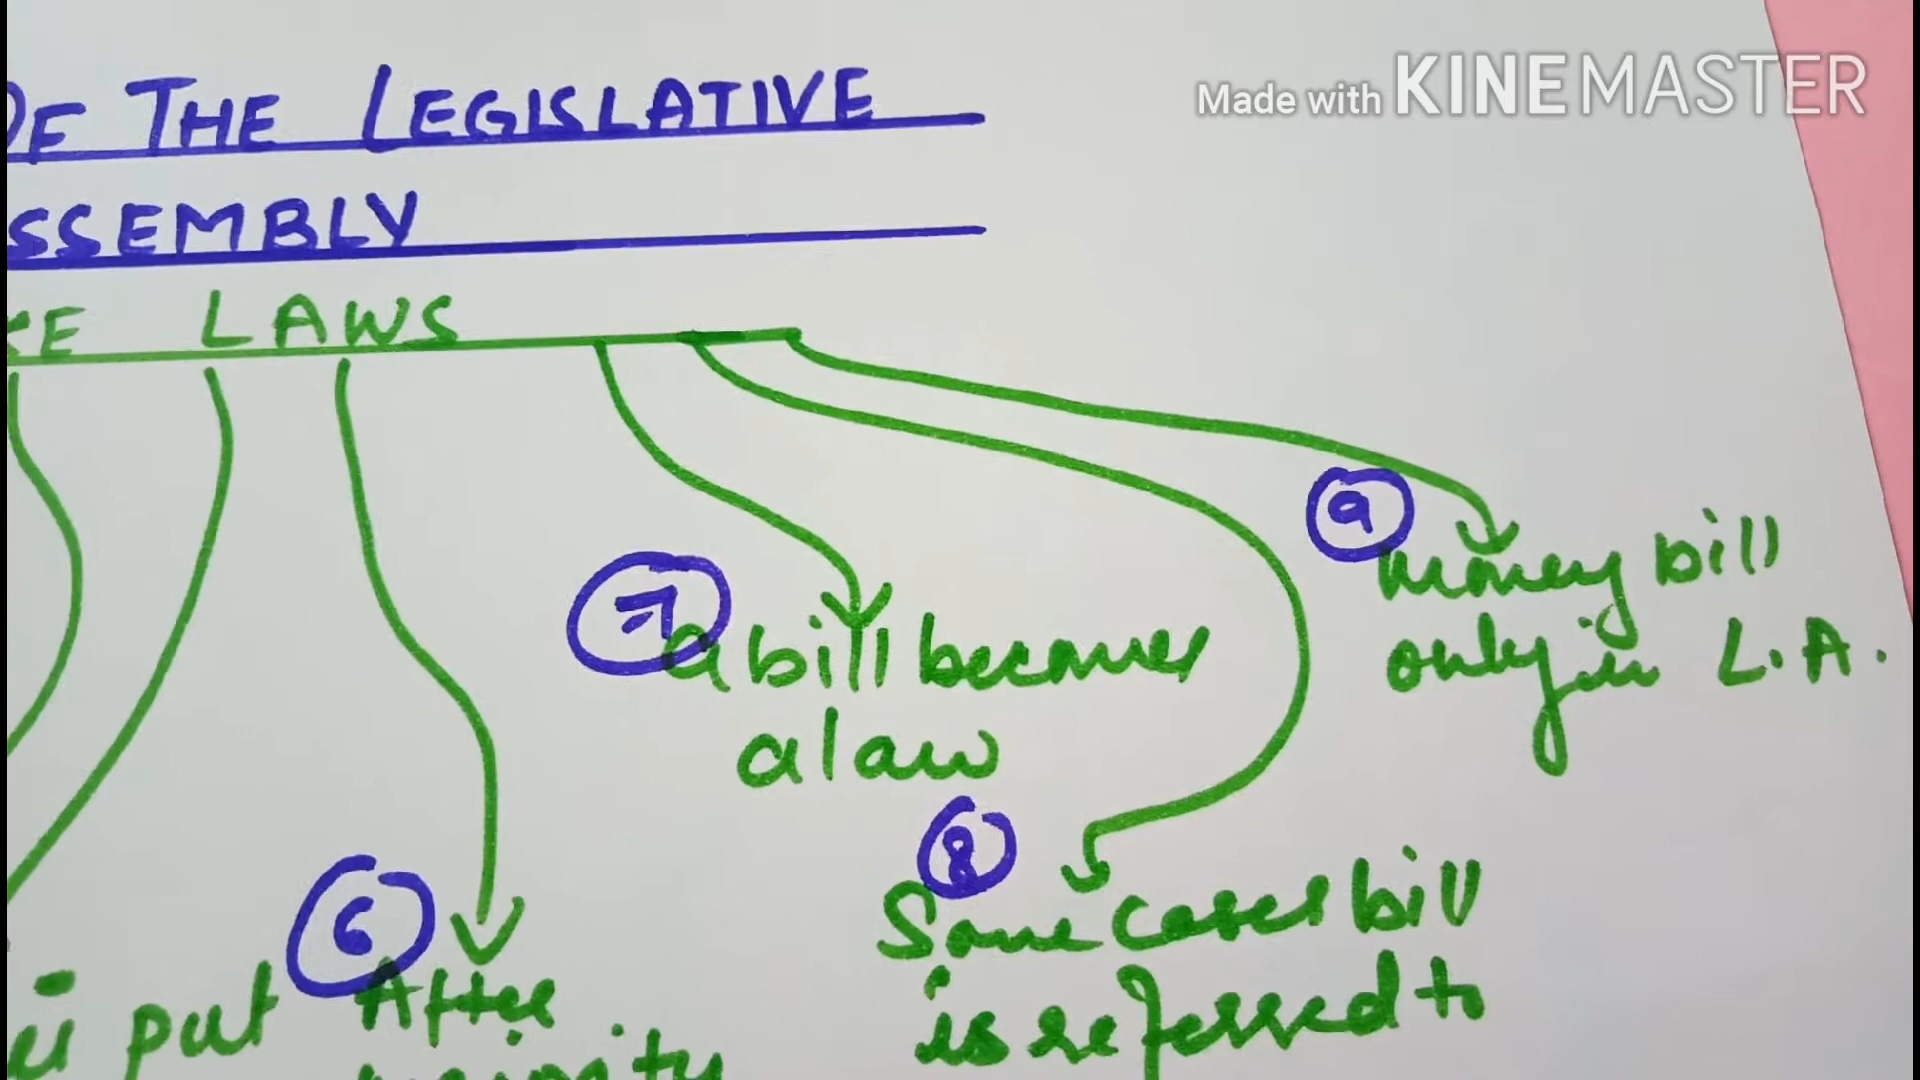 OF THE LEGISLATIVE
SSEMBLY
KE LAWS
Made with KINEMASTER
9
money bill
only in L.A.
7
a bill becomes
a law
8
Some cases bill
is referred to
6
put After